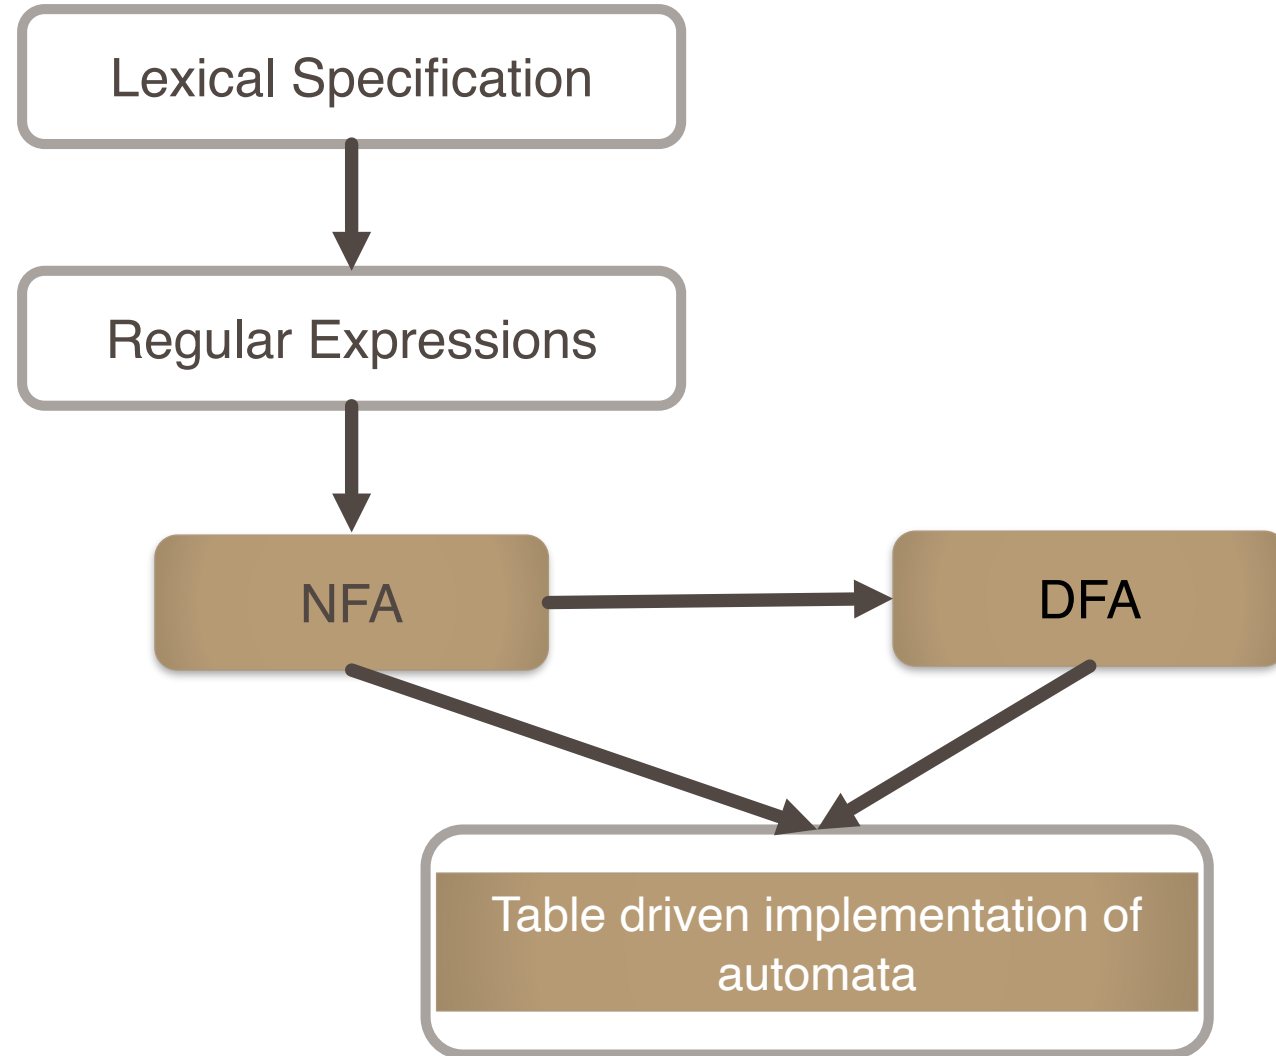 Lexical Specification
Regular Expressions
NFA
DFA
Table driven implementation of
automata